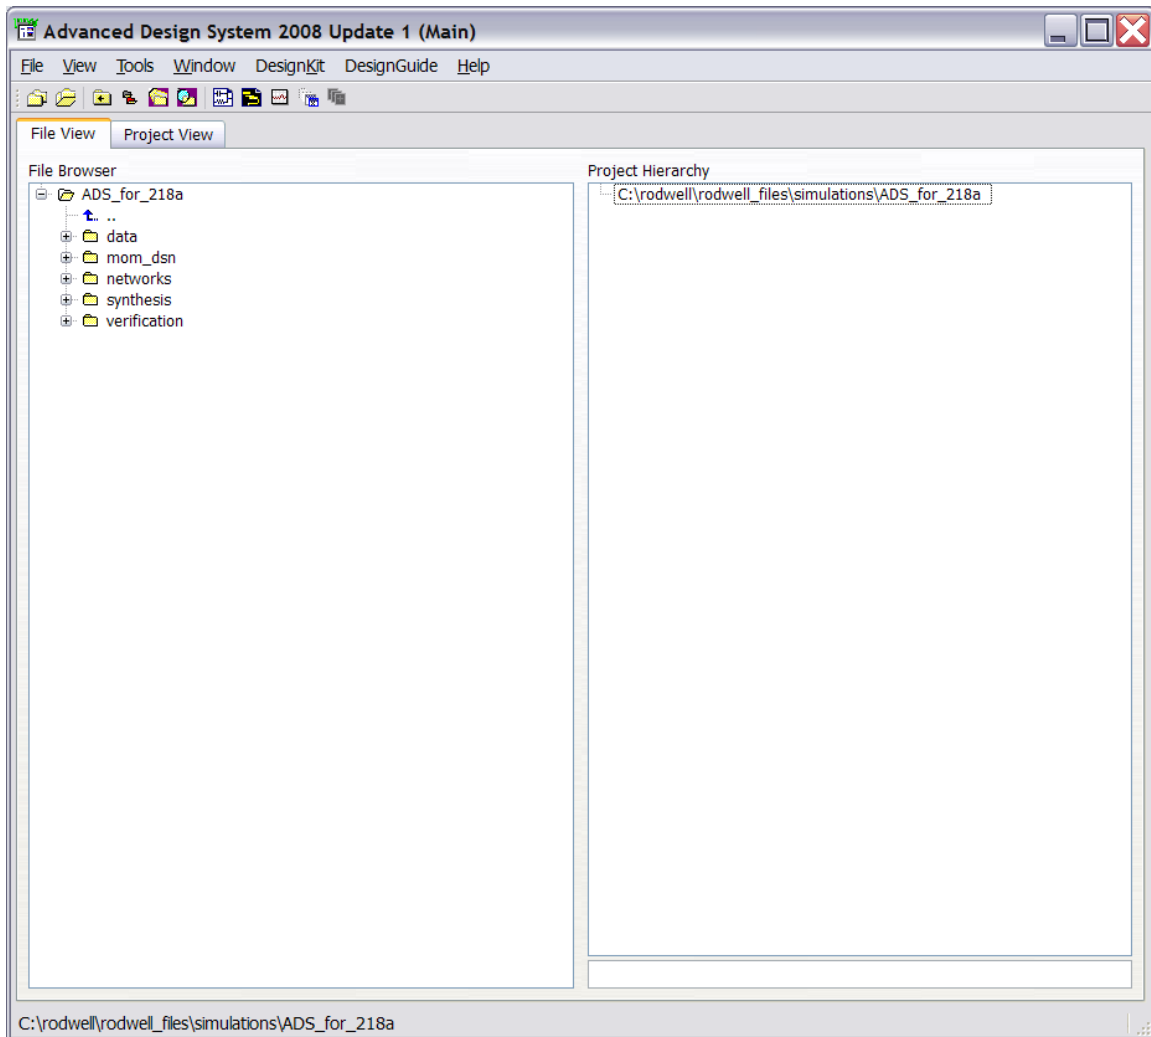 Advanced Design System 2008 Update 1 (Main)
File View Tools Window DesignKit DesignGuide Help
File View Project View
File Browser
ADS_for_218a
..
data
mom_dsn
networks
synthesis
verification
Project Hierarchy
C:\rodwell\rodwell_files\simulations\ADS_for_218a
C:\rodwell\rodwell_files\simulations\ADS_for_218a